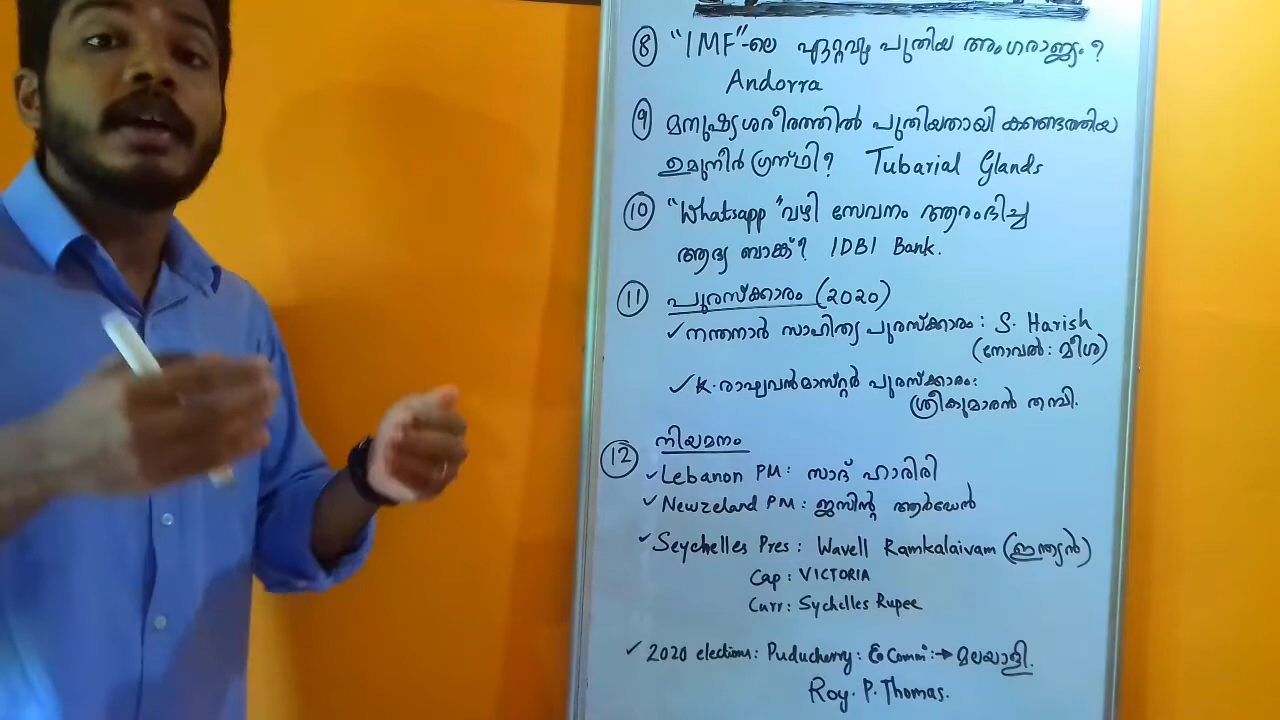 ⑧ "IMF"-ലെ ഏറ്റവും പുതിയ അംഗരാജ്യം?
Andorra
⑨ മനുഷ്യശരീരത്തിൽ പുതിയതായി കണ്ടെത്തിയ
ഉമുനീർ ഗ്രന്ഥി? Tubarial Glands
⑩ "Whatsapp" വഴി സേവനം ആരംഭിച്ച
ആദ്യ ബാങ്ക്? IDBI Bank.
⑪ പുരസ്ക്കാരം (2020)
✓ നന്തനാർ സാഹിത്യ പുരസ്ക്കാരം: S. Harish
(നോവൽ: മീശ)
✓ K. രാഘവൻമാസ്റ്റർ പുരസ്ക്കാരം:
ശ്രീകുമാരൻ തമ്പി.
⑫ നിയമനം
✓ Lebanon PM: സാദ് ഹാരിരി
✓ Newzeland PM: ജസിന്റ ആർഡേൻ
✓ Seychelles Pres: Wavell Ramkalaivam (ഇന്ത്യൻ)
Cap: VICTORIA
Curr: Sychelles Rupee
✓ 2020 elections: Puducherry: Comm: → മലയാളി.
Roy. P. Thomas.